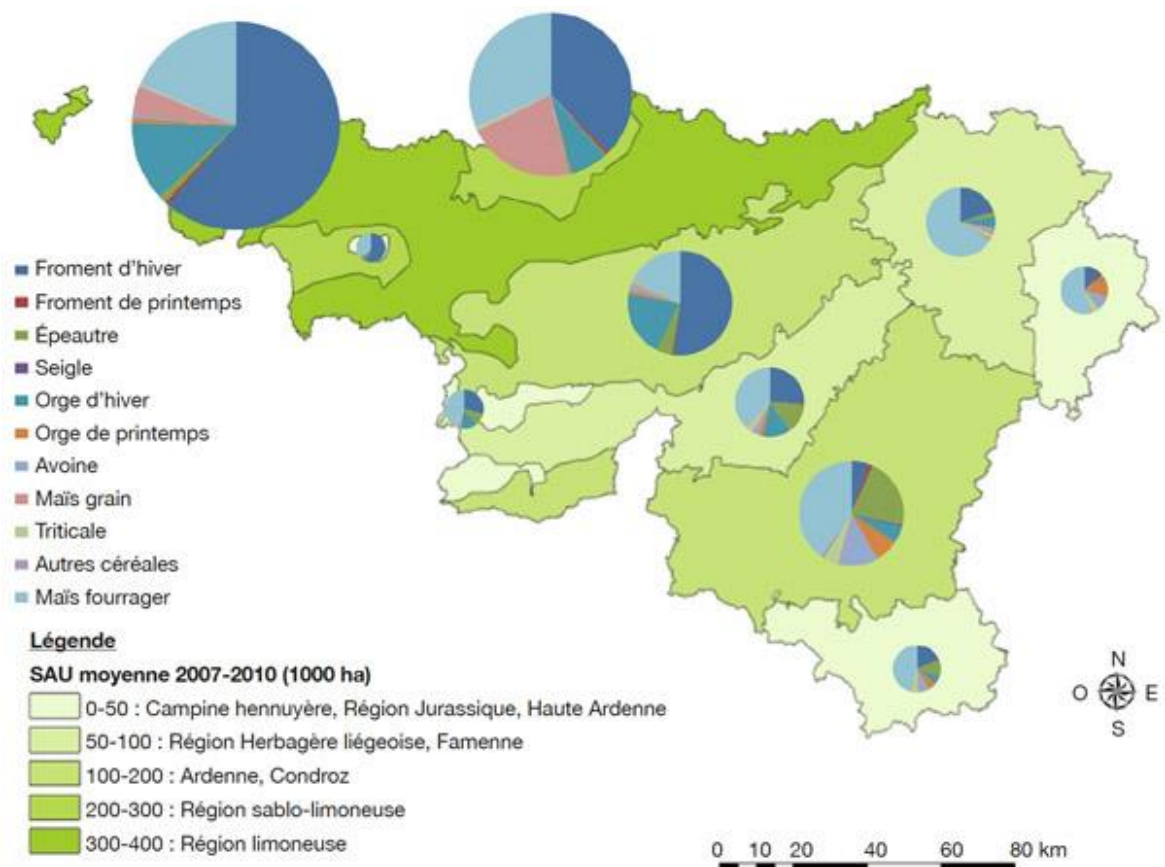 Froment d'hiver
Froment de printemps
Épeautre
Seigle
Orge d'hiver
Orge de printemps
Avoine
Maïs grain
Triticale
Autres céréales
Maïs fourrager
Légende
SAU moyenne 2007-2010 (1000 ha)
0-50 : Campine hennuyère, Région Jurassique, Haute Ardenne
50-100 : Région Herbagère liégeoise, Famenne
100-200 : Ardenne, Condroz
200-300 : Région sablo-limoneuse
300-400 : Région limoneuse
N
O E
S
0 10 20 40 60 80 km